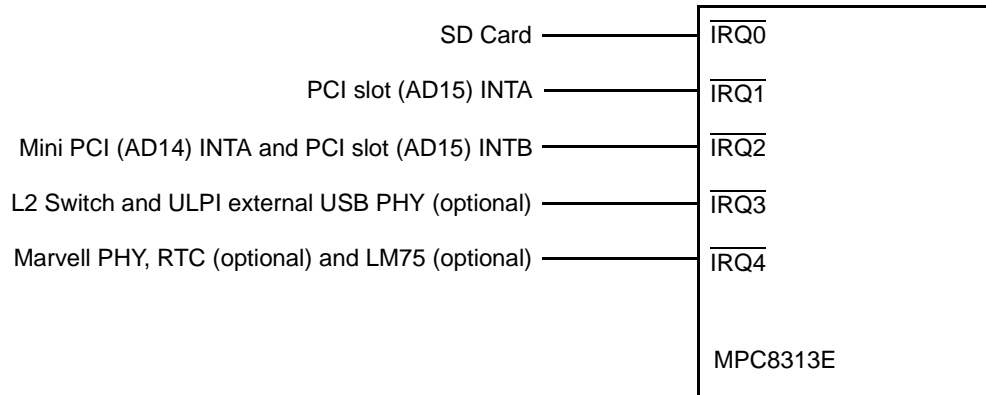 SD Card
IRQ0
PCI slot (AD15) INTA
IRQ1
Mini PCI (AD14) INTA and PCI slot (AD15) INTB
IRQ2
L2 Switch and ULPI external USB PHY (optional)
IRQ3
Marvell PHY, RTC (optional) and LM75 (optional)
IRQ4
MPC8313E